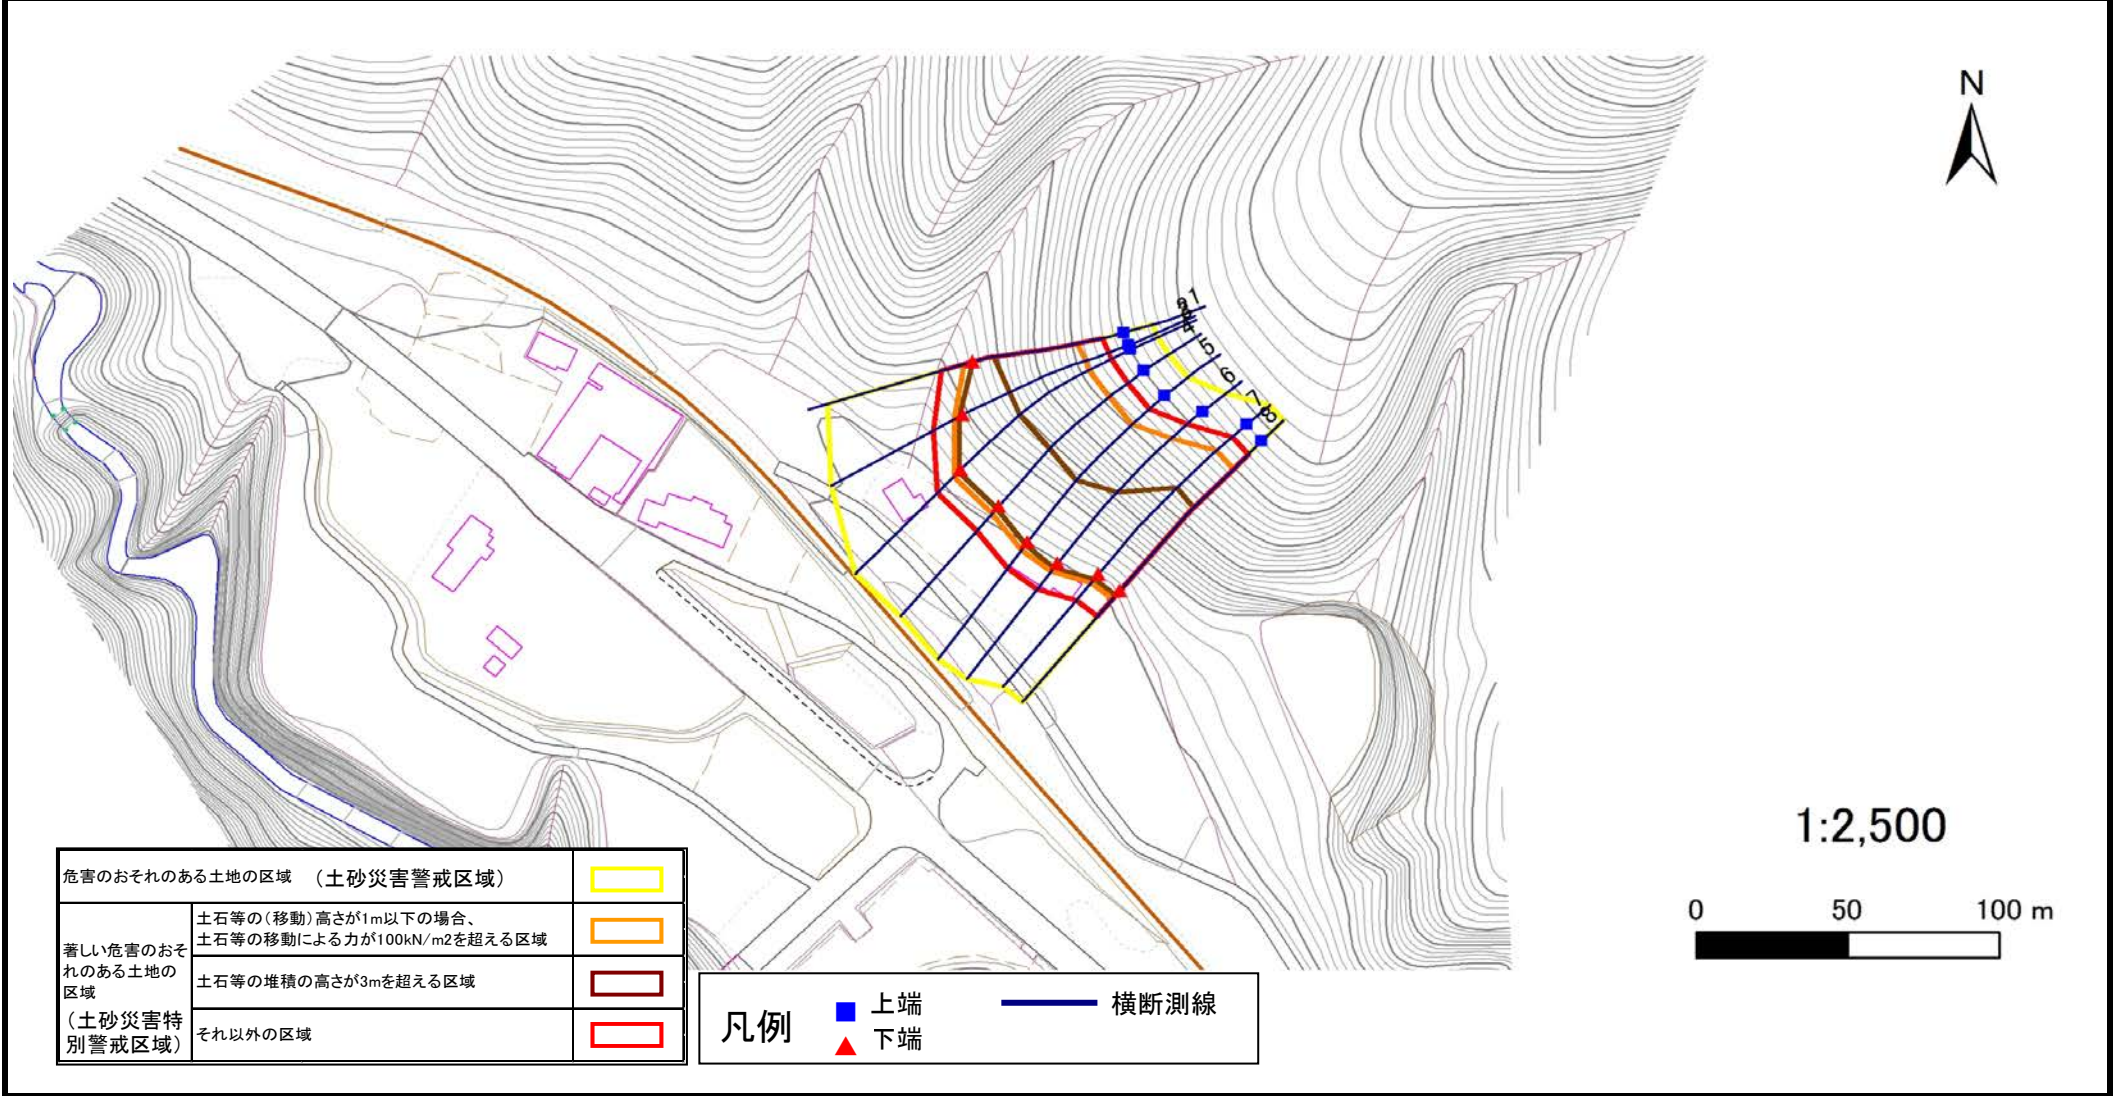 N
1
5
6
7
8
1:2,500
0 50 100 m
危害のおそれのある土地の区域 （土砂災害警戒区域）
著しい危害のおそ
れのある土地の
区域
（土砂災害特
別警戒区域）
土石等の（移動）高さが1m以下の場合、
土石等の移動による力が100kN/m2を超える区域
土石等の堆積の高さが3mを超える区域
それ以外の区域
凡例
上端
下端
横断測線